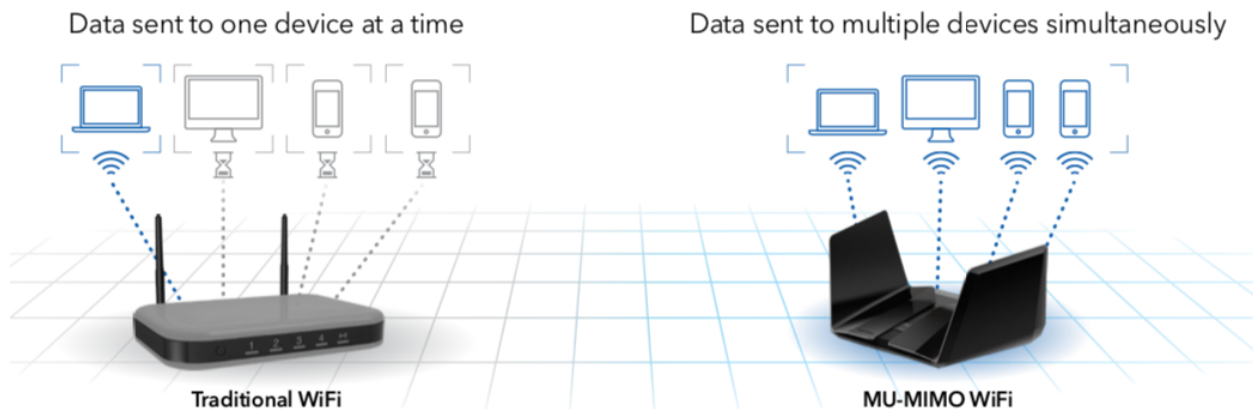 Data sent to one device at a time
Data sent to multiple devices simultaneously
1 2 3 4
Traditional WiFi
MU-MIMO WiFi